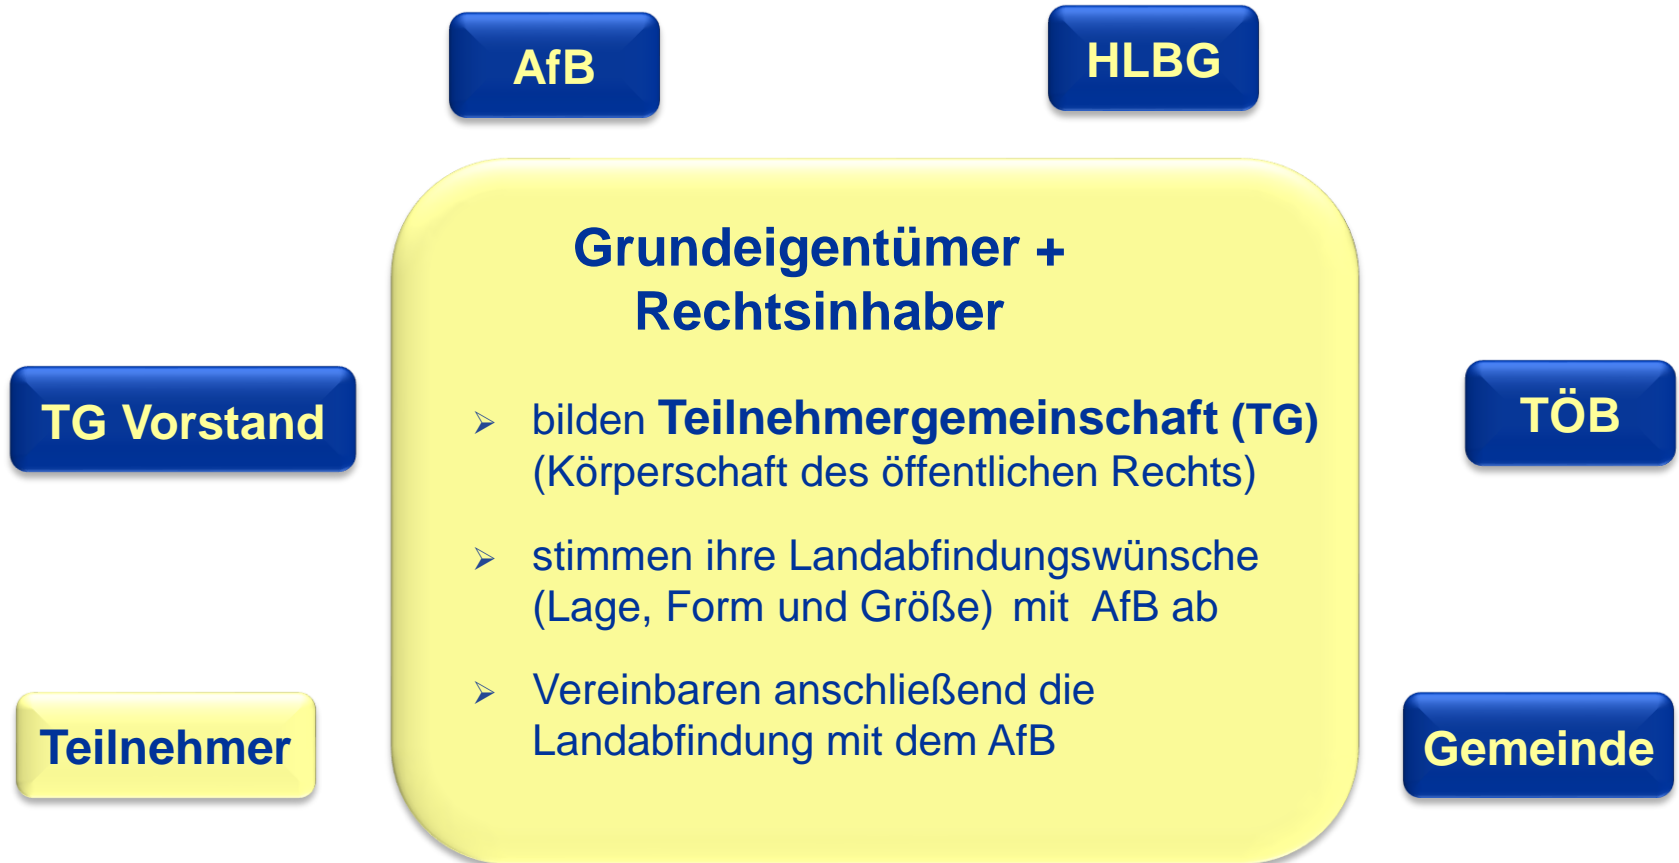 AfB
HLBG
Grundeigentümer +
Rechtsinhaber
TG Vorstand
➢ bilden Teilnehmergemeinschaft (TG)
(Körperschaft des öffentlichen Rechts)
TÖB
➢ stimmen ihre Landabfindungswünsche
(Lage, Form und Größe) mit AfB ab
➢ Vereinbaren anschließend die
Landabfindung mit dem AfB
Teilnehmer
Gemeinde